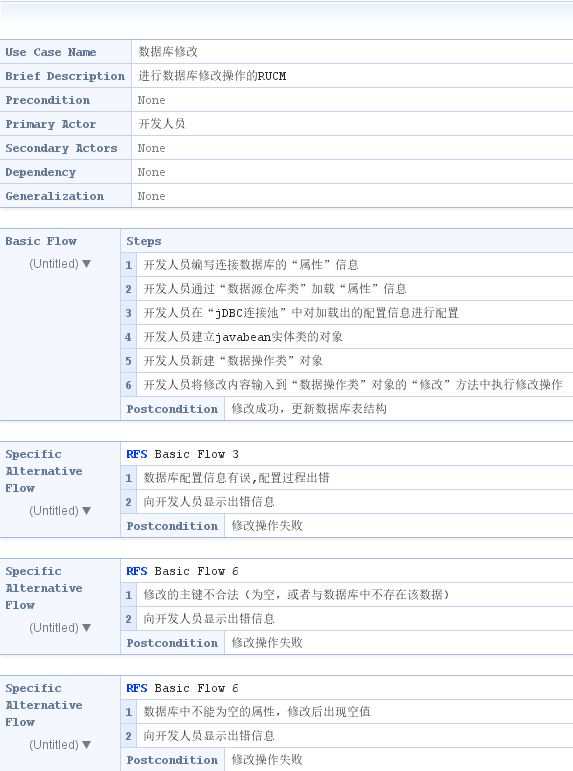 Use Case Name 数据库修改
Brief Description 进行数据库修改操作的RUCM
Precondition None
Primary Actor 开发人员
Secondary Actors None
Dependency None
Generalization None
Basic Flow Steps
(Untitled) ▼
1 开发人员编写连接数据库的“属性”信息
2 开发人员通过“数据源仓库类”加载“属性”信息
3 开发人员在“jDBC连接池”中对加载出的配置信息进行配置
4 开发人员建立javabean实体类的对象
5 开发人员新建“数据操作类”对象
6 开发人员将修改内容输入到“数据操作类”对象的“修改”方法中执行修改操作
Postcondition 修改成功，更新数据库表结构
Specific Alternative Flow
(Untitled) ▼
RFS Basic Flow 3
1 数据库配置信息有误,配置过程出错
2 向开发人员显示出错信息
Postcondition 修改操作失败
Specific Alternative Flow
(Untitled) ▼
RFS Basic Flow 6
1 修改的主键不合法（为空，或者与数据库中不存在该数据）
2 向开发人员显示出错信息
Postcondition 修改操作失败
Specific Alternative Flow
(Untitled) ▼
RFS Basic Flow 6
1 数据库中不能为空的属性，修改后出现空值
2 向开发人员显示出错信息
Postcondition 修改操作失败